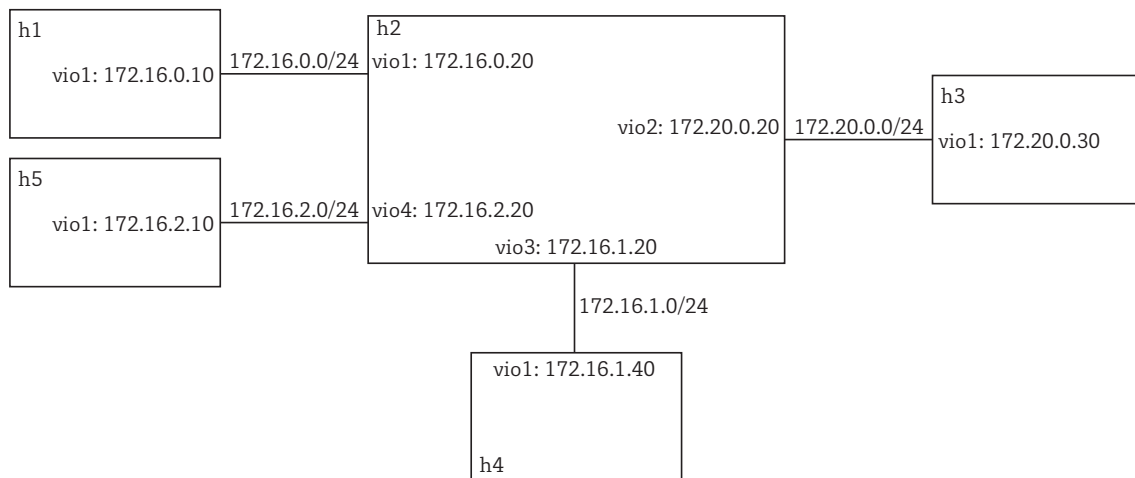 h1
vio1: 172.16.0.10
172.16.0.0/24
h2
vio1: 172.16.0.20
vio2: 172.20.0.20
172.20.0.0/24
h3
vio1: 172.20.0.30
h5
vio1: 172.16.2.10
172.16.2.0/24
vio4: 172.16.2.20
vio3: 172.16.1.20
172.16.1.0/24
vio1: 172.16.1.40
h4